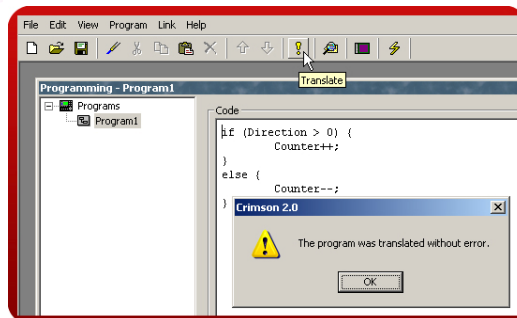 File Edit View Program Link Help
Translate
Programming - Program1
Programs
Program1
Code
if (Direction > 0) {
Counter++;
}
else {
Counter--;
}
Crimson 2.0
The program was translated without error.
OK